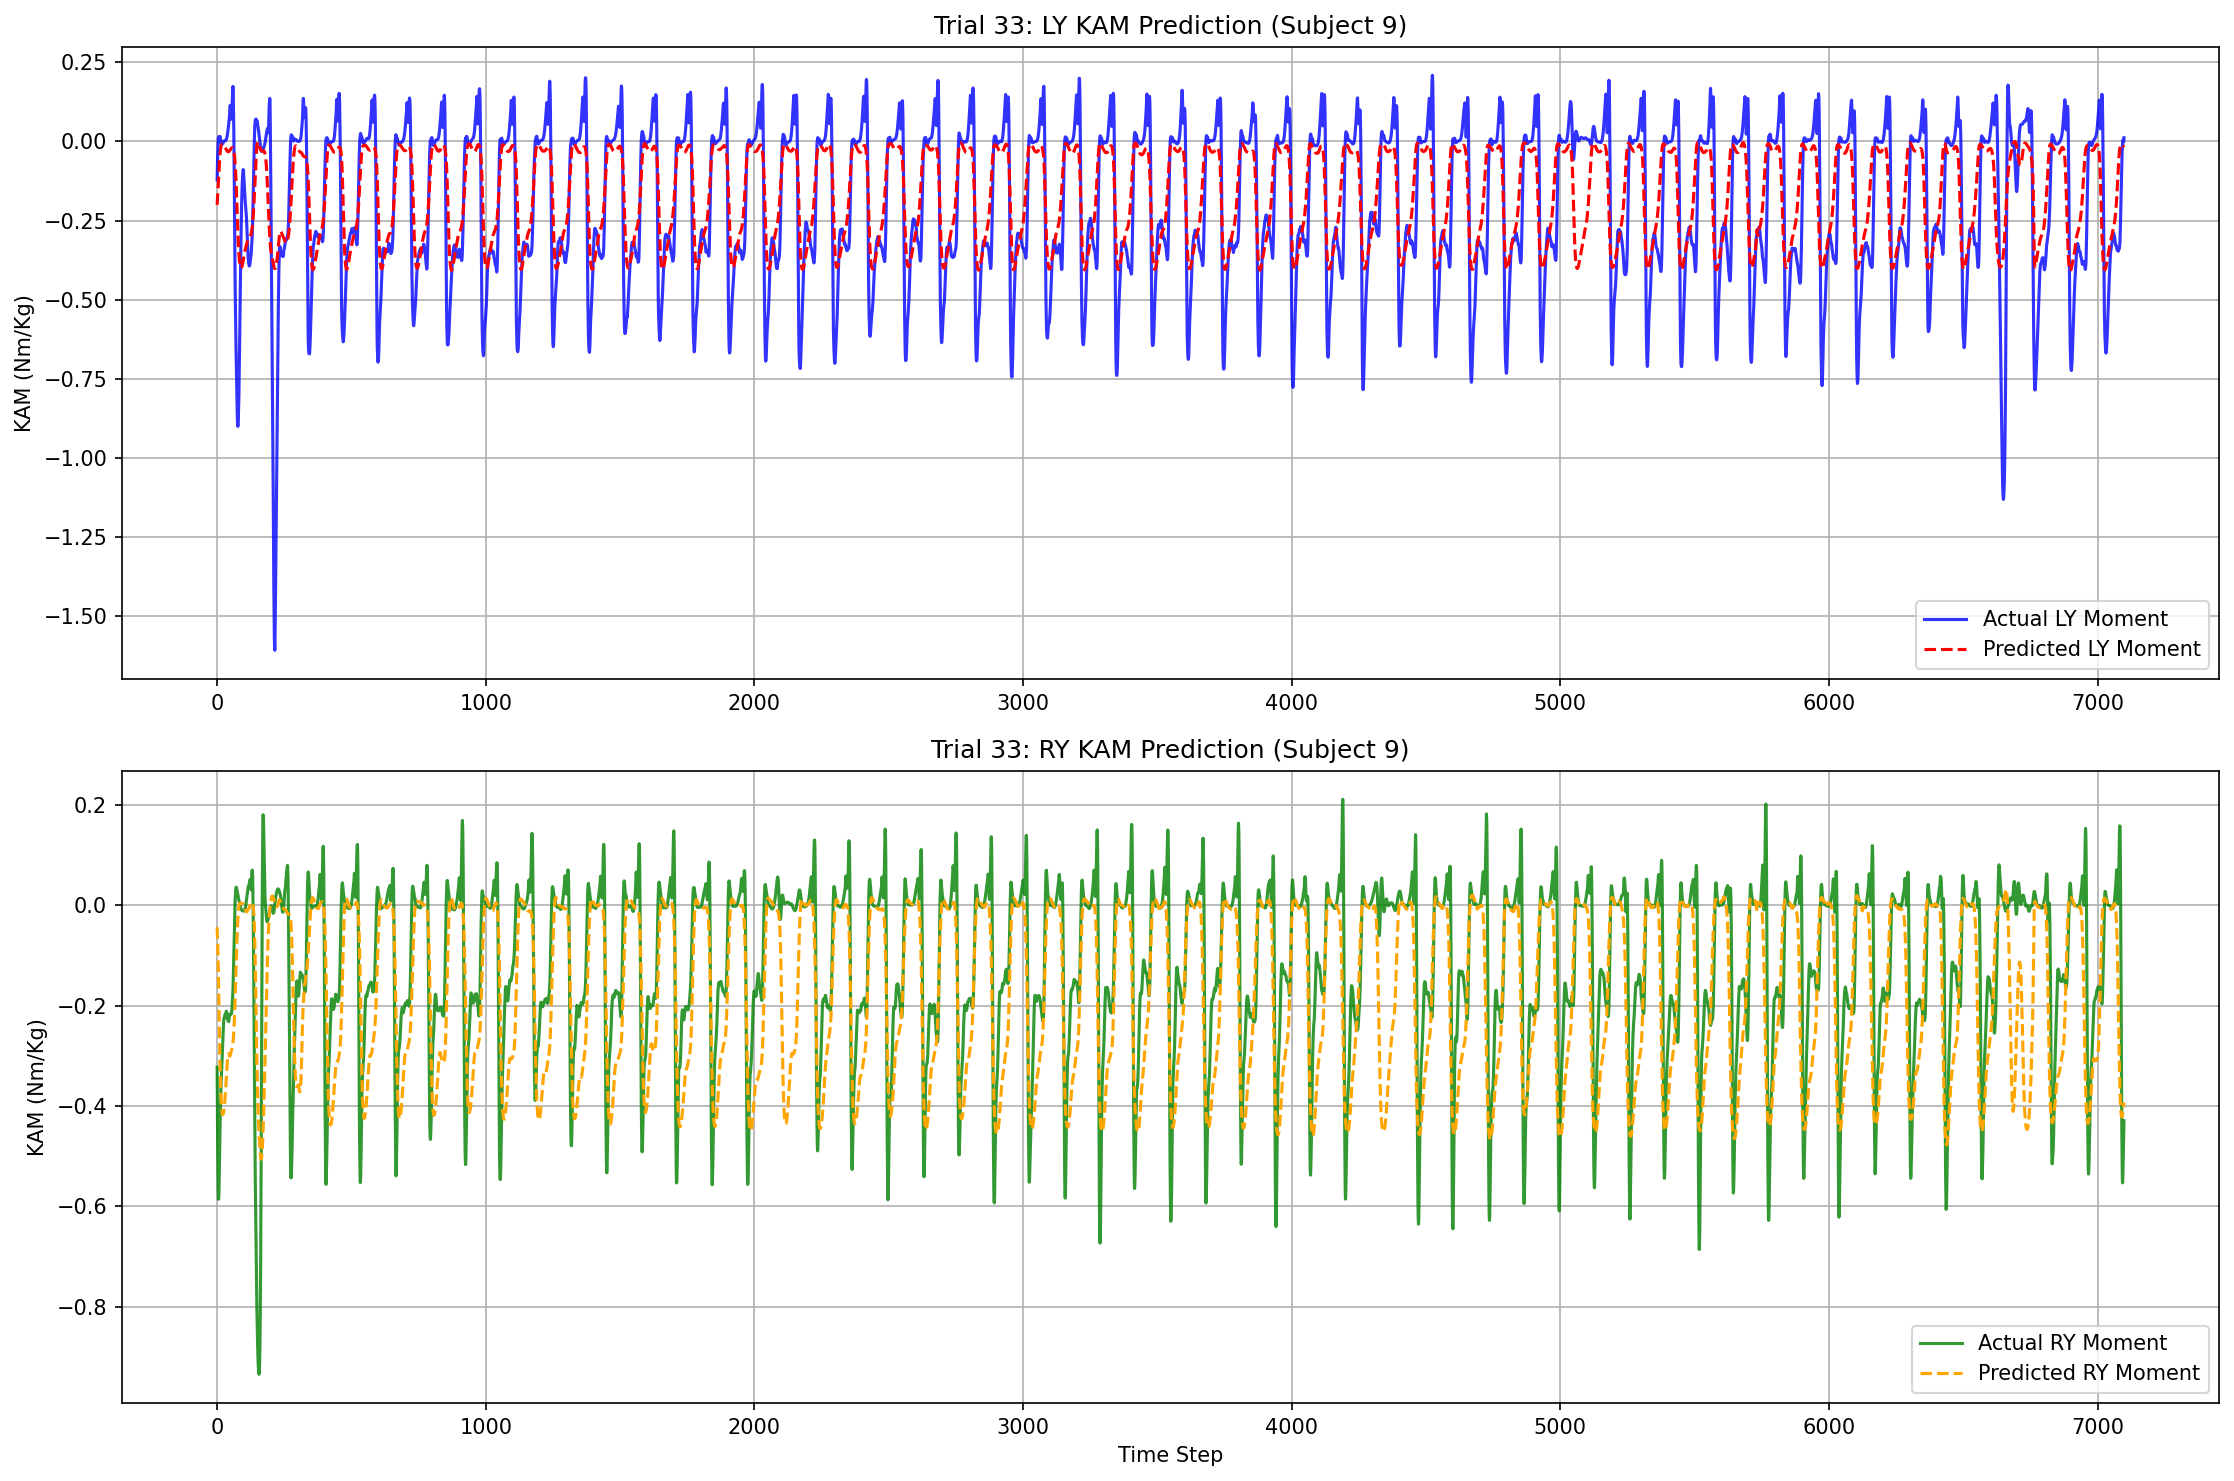 Trial 33: LY KAM Prediction (Subject 9)
KAM (Nm/Kg)
0.25
0.00
−0.25
−0.50
−0.75
−1.00
−1.25
−1.50
Actual LY Moment
Predicted LY Moment
0 1000 2000 3000 4000 5000 6000 7000
Trial 33: RY KAM Prediction (Subject 9)
KAM (Nm/Kg)
0.2
0.0
−0.2
−0.4
−0.6
−0.8
Actual RY Moment
Predicted RY Moment
0 1000 2000 3000 4000 5000 6000 7000
Time Step